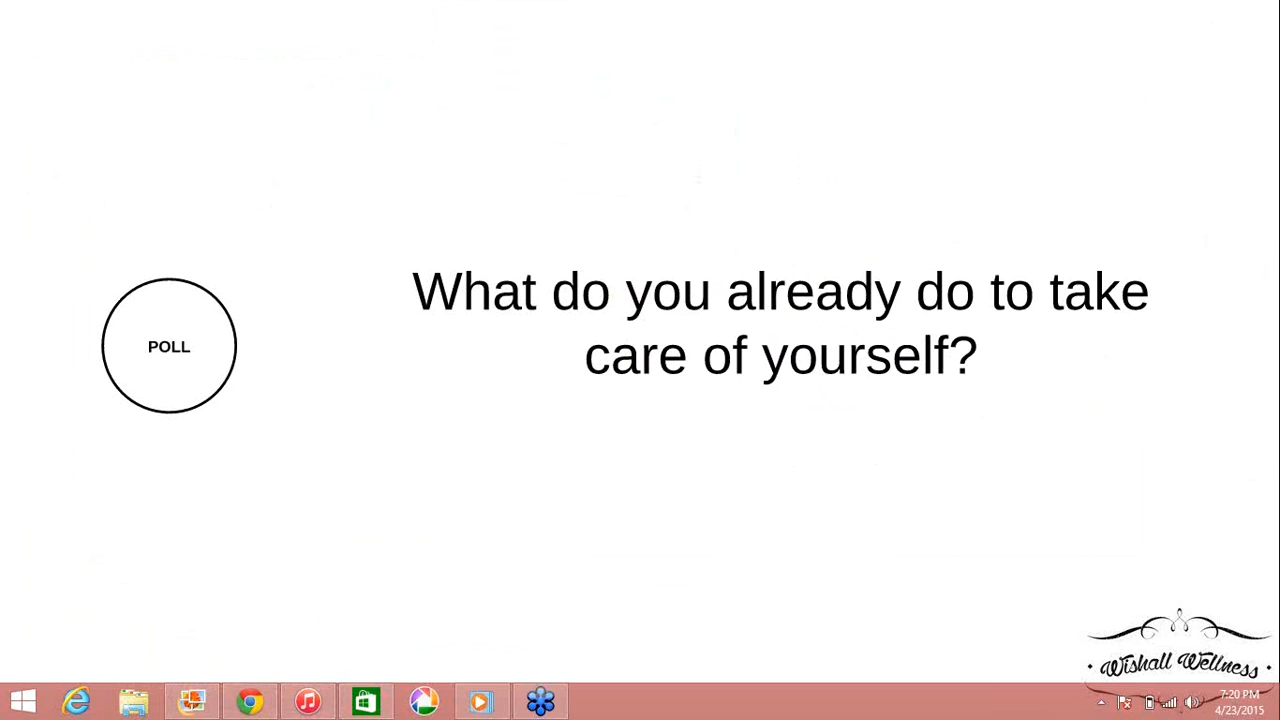 POLL
What do you already do to take
care of yourself?
• Wishall Wellness •
7:20 PM
4/23/2015